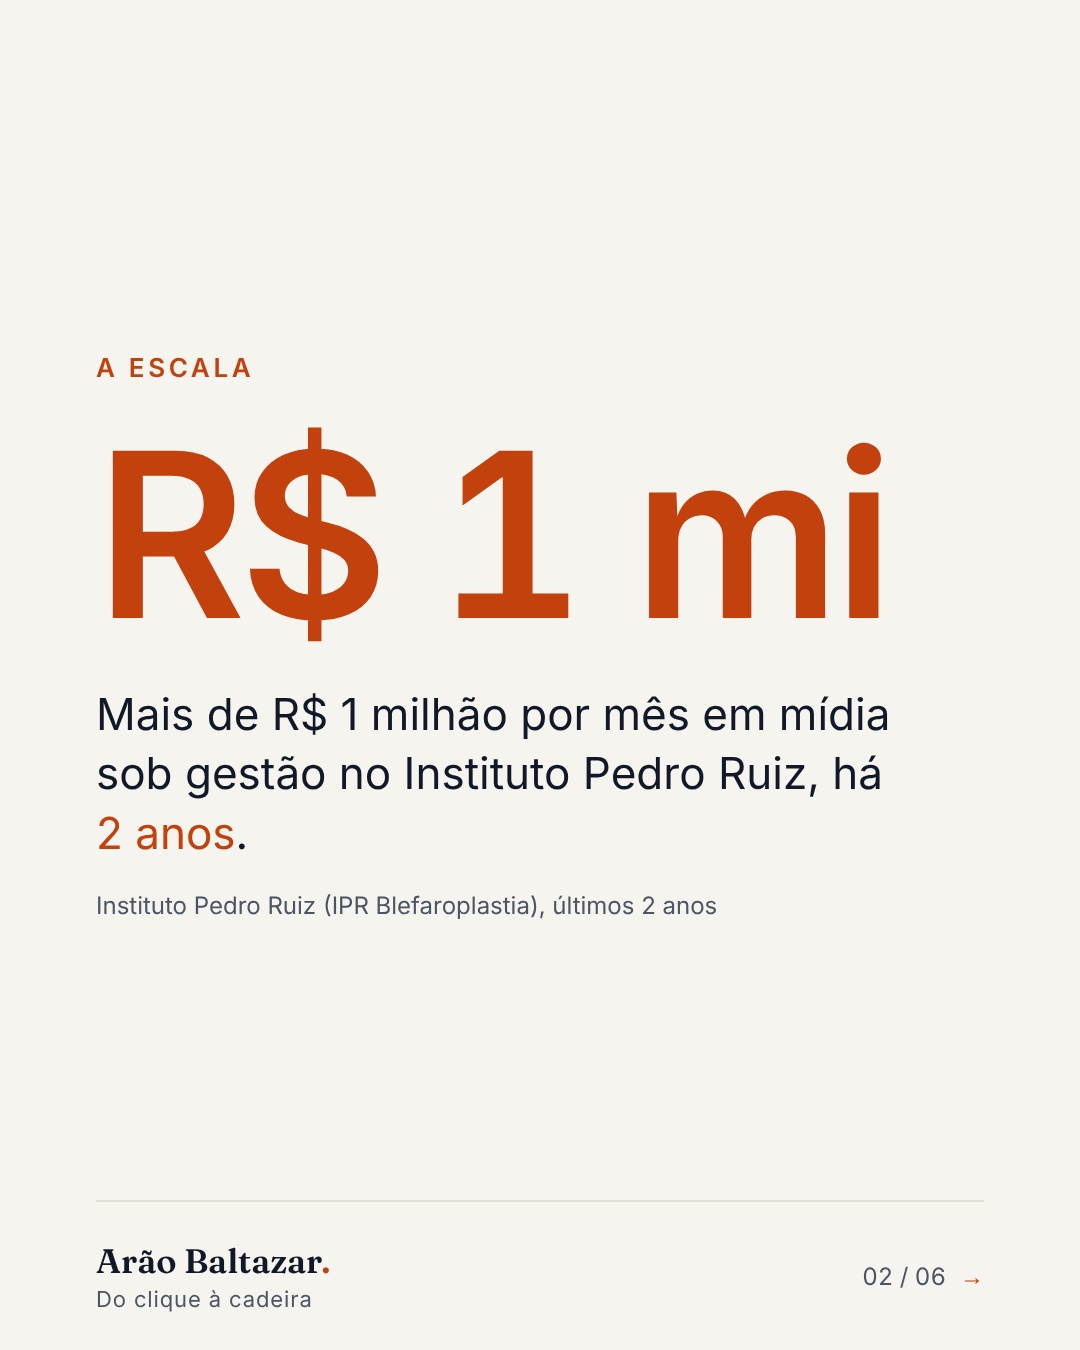 A ESCALA
R$ 1 mi
Mais de R$ 1 milhão por mês em mídia
sob gestão no Instituto Pedro Ruiz, há
2 anos.
Instituto Pedro Ruiz (IPR Blefaroplastia), últimos 2 anos
Arão Baltazar.
Do clique à cadeira
02 / 06 →